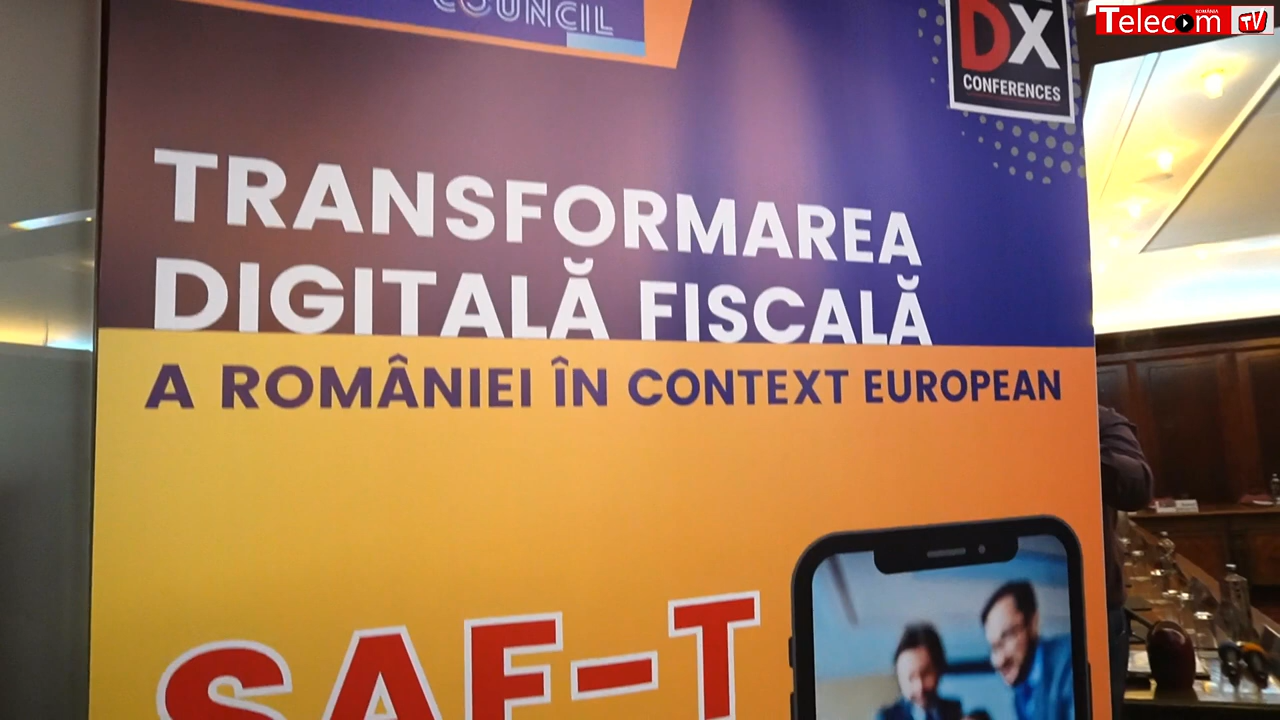 COUNCIL
DX
CONFERENCES
Telecom
ROMÂNIA
TV
TRANSFORMAREA
DIGITALĂ FISCALĂ
A ROMÂNIEI ÎN CONTEXT EUROPEAN
SAF-T